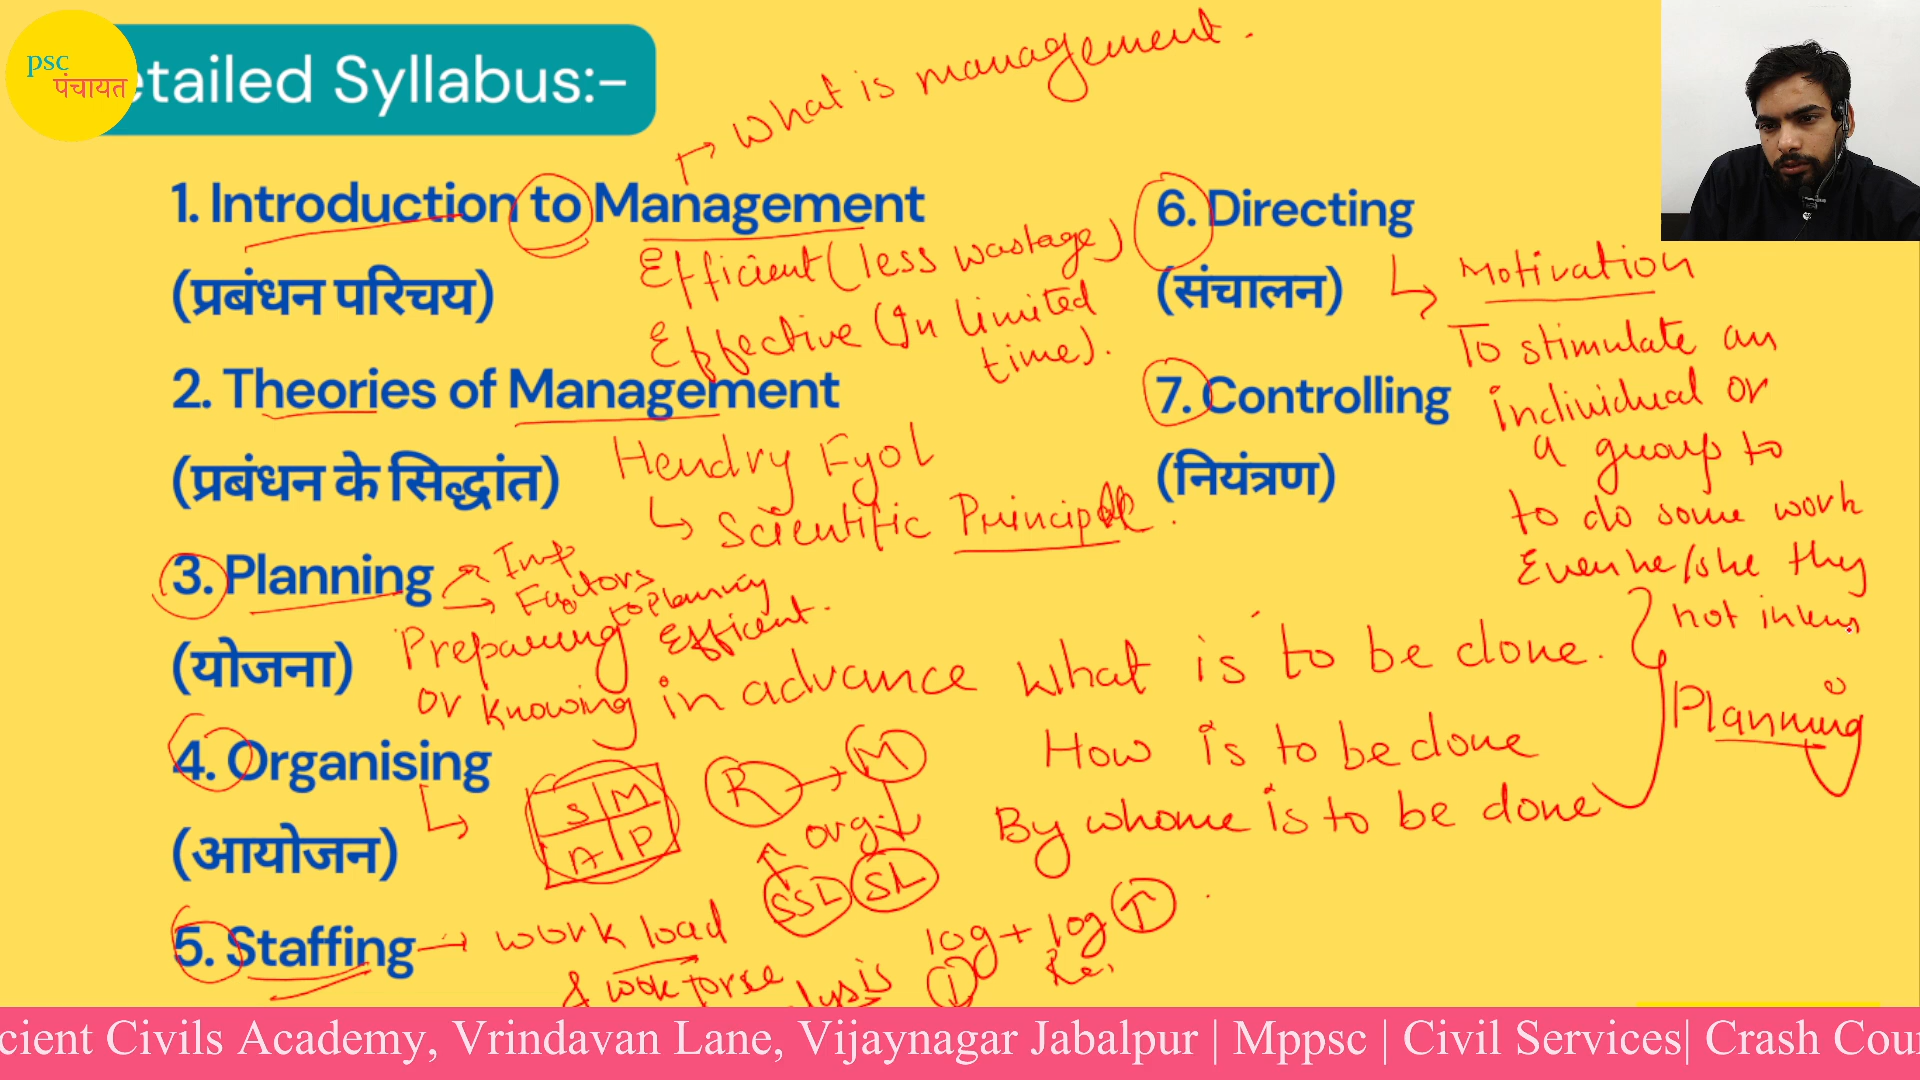 psc
पंचायत
etailed Syllabus:-
What is management.
1. Introduction to Management
(प्रबंधन परिचय)
Efficient (less wastage)
Effective (In limited
time).
2. Theories of Management
(प्रबंधन के सिद्धांत)
Hendry Fyol
Scientific Principle.
3. Planning
Imp
Factors
to Planning
(योजना)
Preparing Efficient.
or knowing in advance What is to be done.
How is to be done
By whome is to be done
Planning
4. Organising
(आयोजन)
S M
A P
R → M
org.
SSL SL
5. Staffing → work load
& work forse
log + log
6. Directing
(संचालन)
Motivation
To stimulate an
individual or
a group to
to do some work
Even he/she they
not
7. Controlling
(नियंत्रण)
cient Civils Academy, Vrindavan Lane, Vijaynagar Jabalpur | Mppsc | Civil Services| Crash Cou